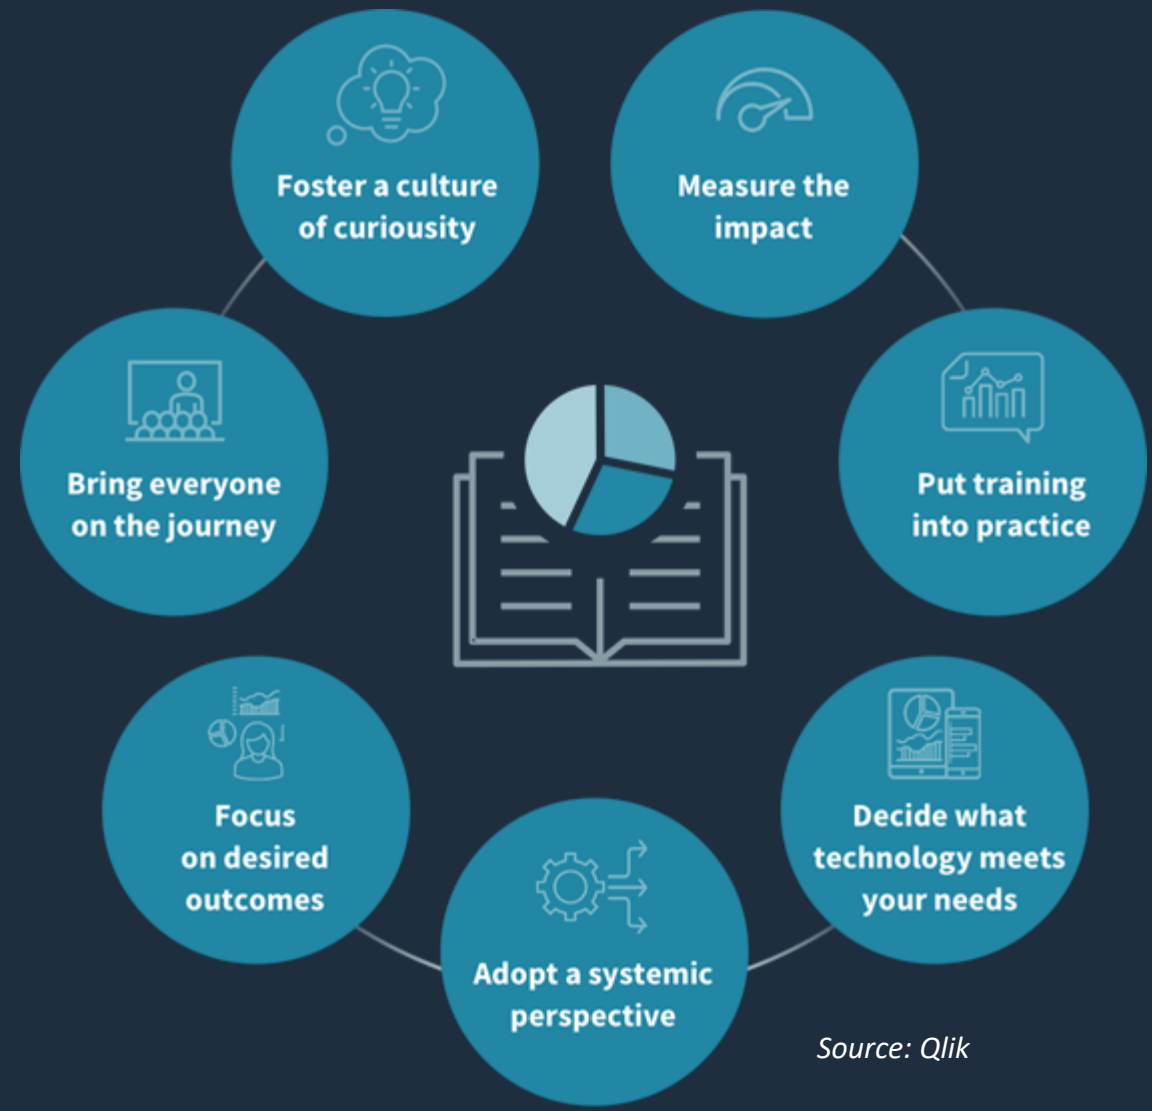 Foster a culture
of curiousity
Measure the
impact
Bring everyone
on the journey
Put training
into practice
Focus
on desired
outcomes
Decide what
technology meets
your needs
Adopt a systemic
perspective
Source: Qlik